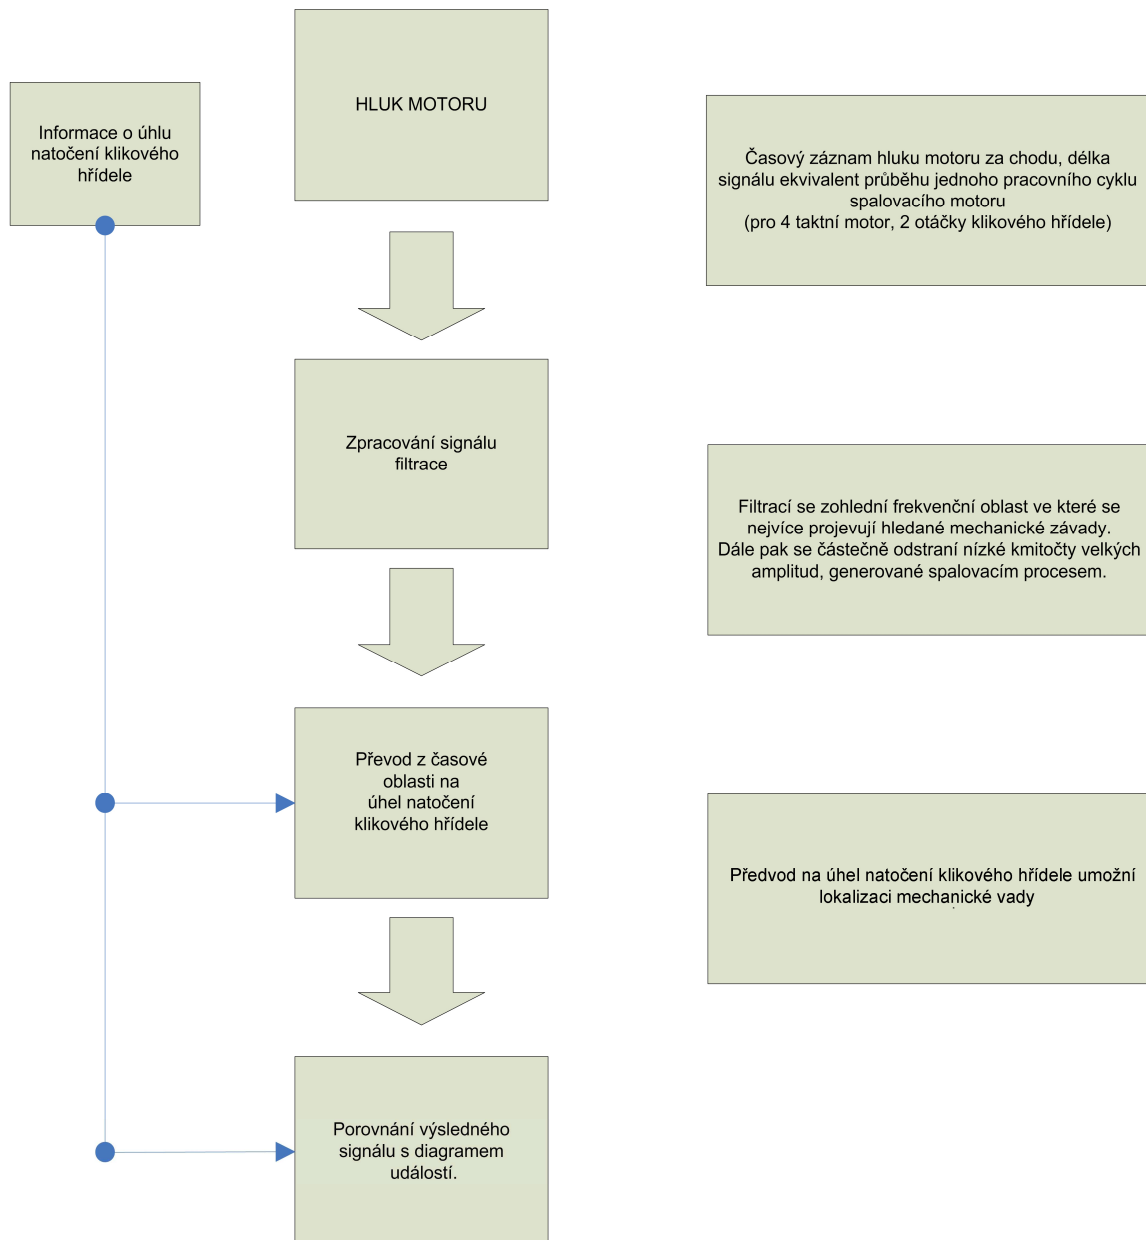 HLUK MOTORU
Informace o úhlu
natočení klikového
hřídele
Časový záznam hluku motoru za chodu, délka
signálu ekvivalent průběhu jednoho pracovního cyklu
spalovacího motoru
(pro 4 taktní motor, 2 otáčky klikového hřídele)
Zpracování signálu
filtrace
Filtrací se zohlední frekvenční oblast ve které se
nejvíce projevují hledané mechanické závady.
Dále pak se částečně odstraní nízké kmitočty velkých
amplitud, generované spalovacím procesem.
Převod z časové
oblasti na
úhel natočení
klikového hřídele
Předvod na úhel natočení klikového hřídele umožní
lokalizaci mechanické vady
Porovnání výsledného
signálu s diagramem
událostí.